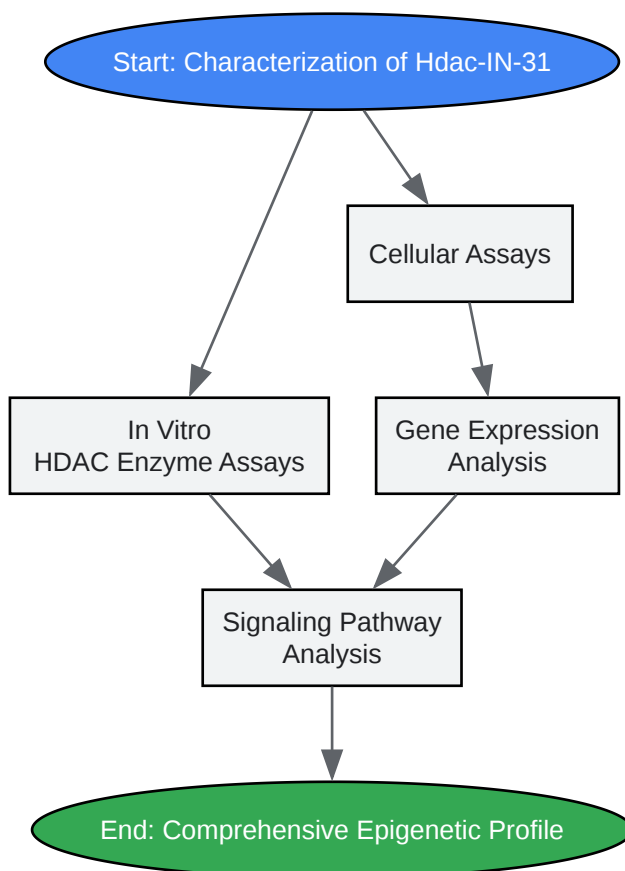 Start: Characterization of Hdac-IN-31
Cellular Assays
In Vitro
HDAC Enzyme Assays
Gene Expression
Analysis
Signaling Pathway
Analysis
End: Comprehensive Epigenetic Profile